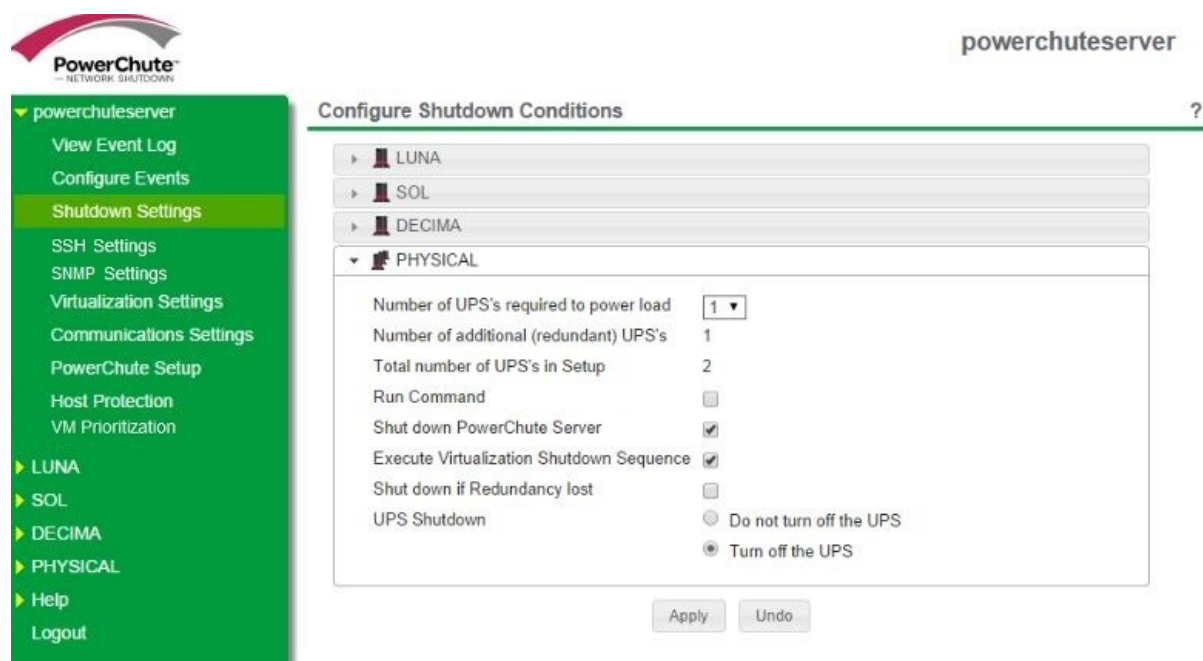 PowerChute™
— NETWORK SHUTDOWN
powerchuteserver
powerchuteserver
View Event Log
Configure Events
Shutdown Settings
SSH Settings
SNMP Settings
Virtualization Settings
Communications Settings
PowerChute Setup
Host Protection
VM Prioritization
LUNA
SOL
DECIMA
PHYSICAL
Help
Logout
Configure Shutdown Conditions ?
LUNA
SOL
DECIMA
PHYSICAL
Number of UPS's required to power load 1
Number of additional (redundant) UPS's 1
Total number of UPS's in Setup 2
Run Command
Shut down PowerChute Server
Execute Virtualization Shutdown Sequence
Shut down if Redundancy lost
UPS Shutdown Do not turn off the UPS
Turn off the UPS
Apply Undo